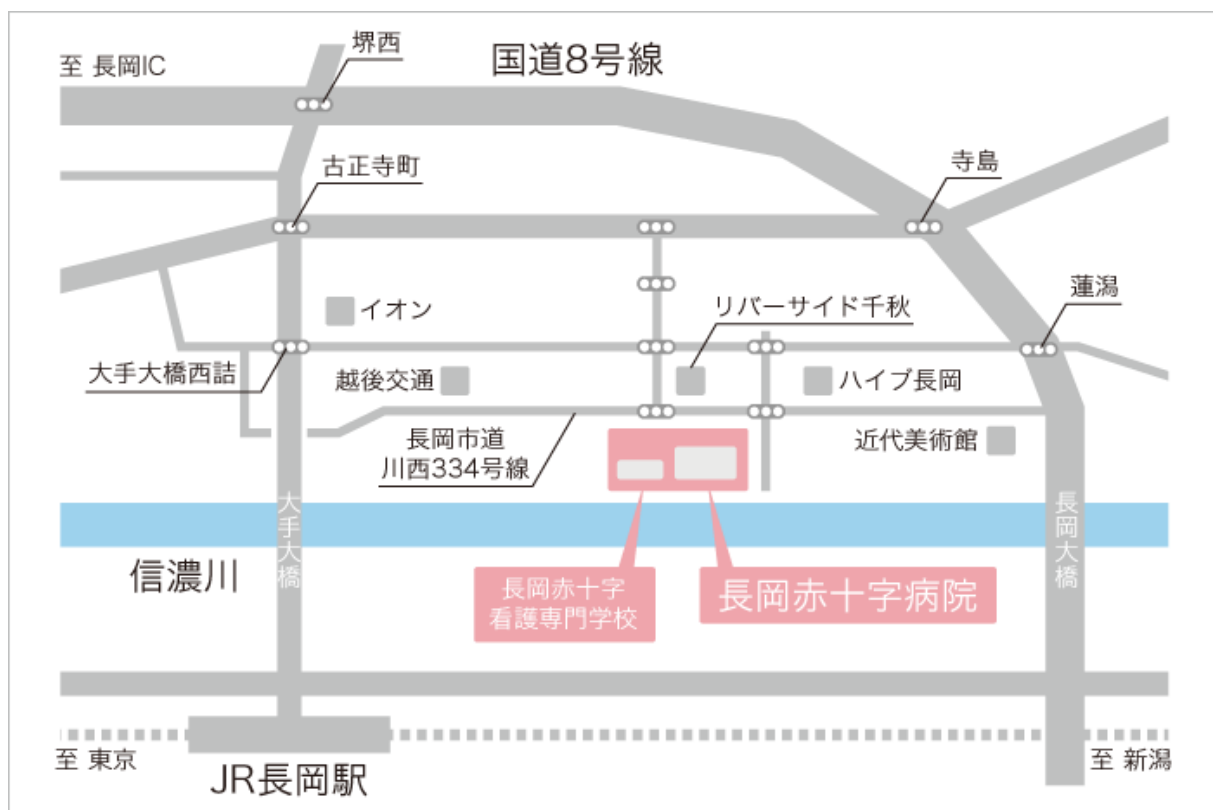 堺西
国道8号線
至 長岡IC
古正寺町
寺島
蓮潟
イオン
リバーサイド千秋
大手大橋西詰
越後交通
ハイブ長岡
長岡市道
川西334号線
近代美術館
大手大橋
長岡大橋
信濃川
長岡赤十字
看護専門学校
長岡赤十字病院
至 東京
JR長岡駅
至 新潟